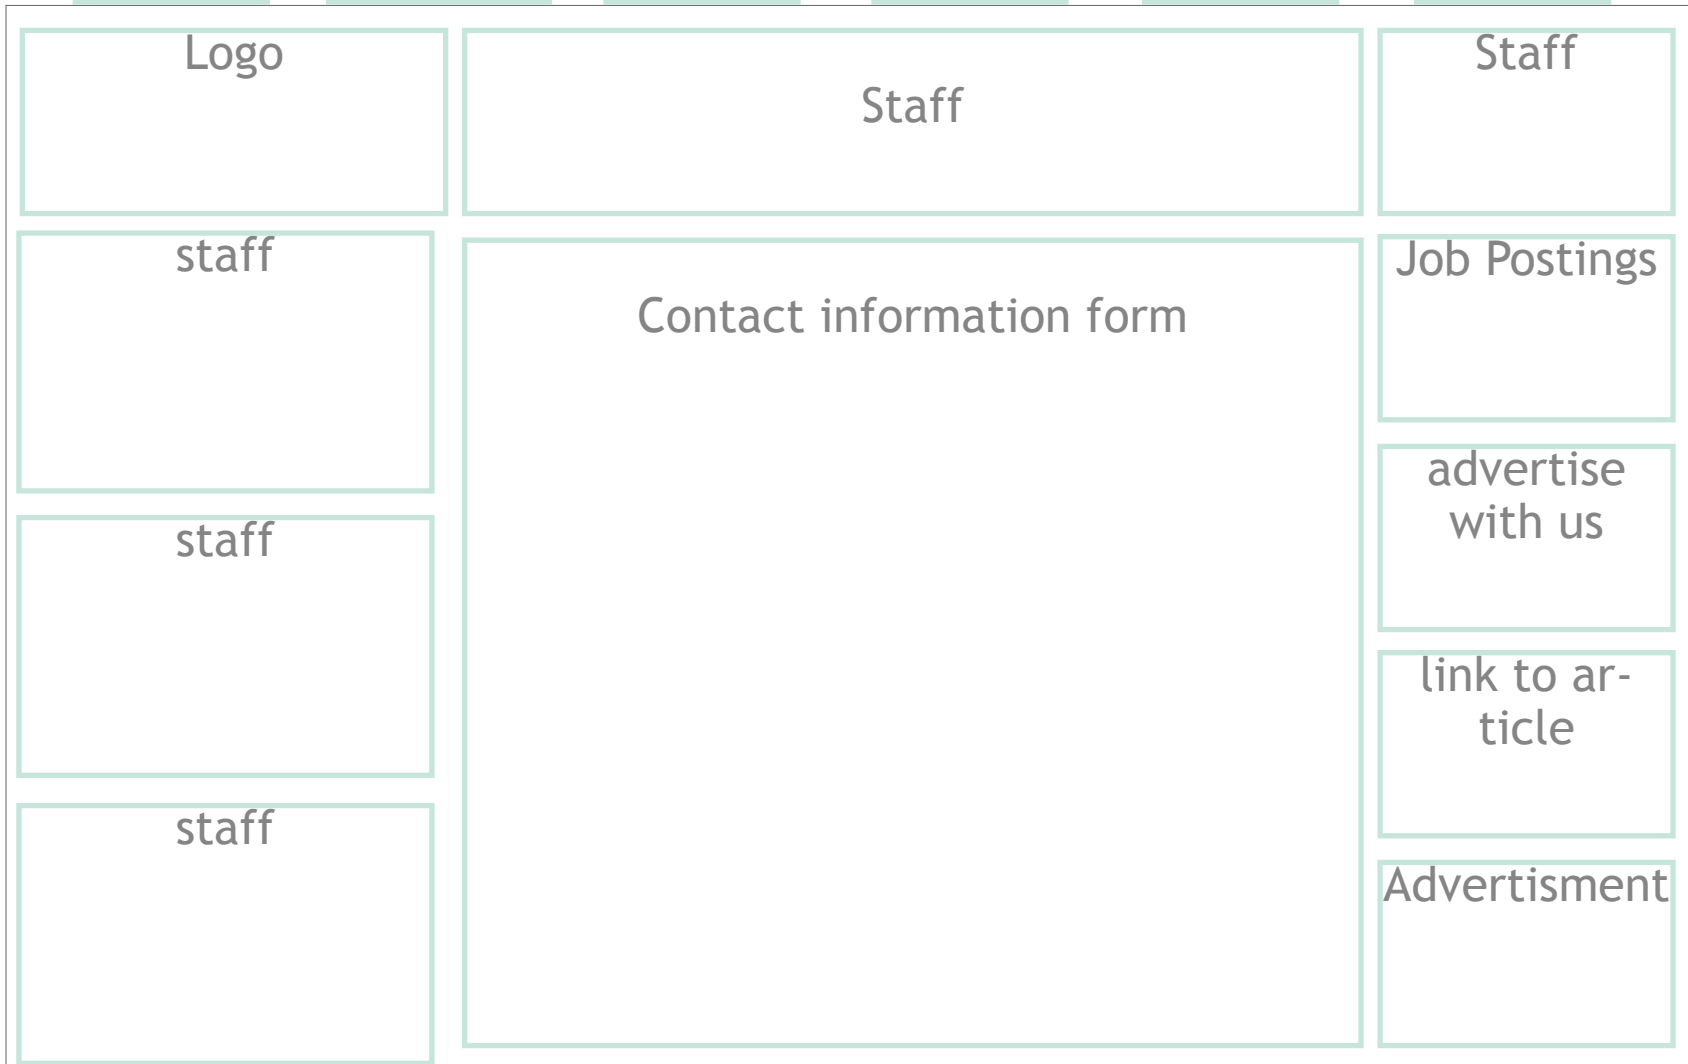 Logo
Staff
Staff
staff
Contact information form
Job Postings
advertise
with us
staff
link to ar-
ticle
staff
Advertisment